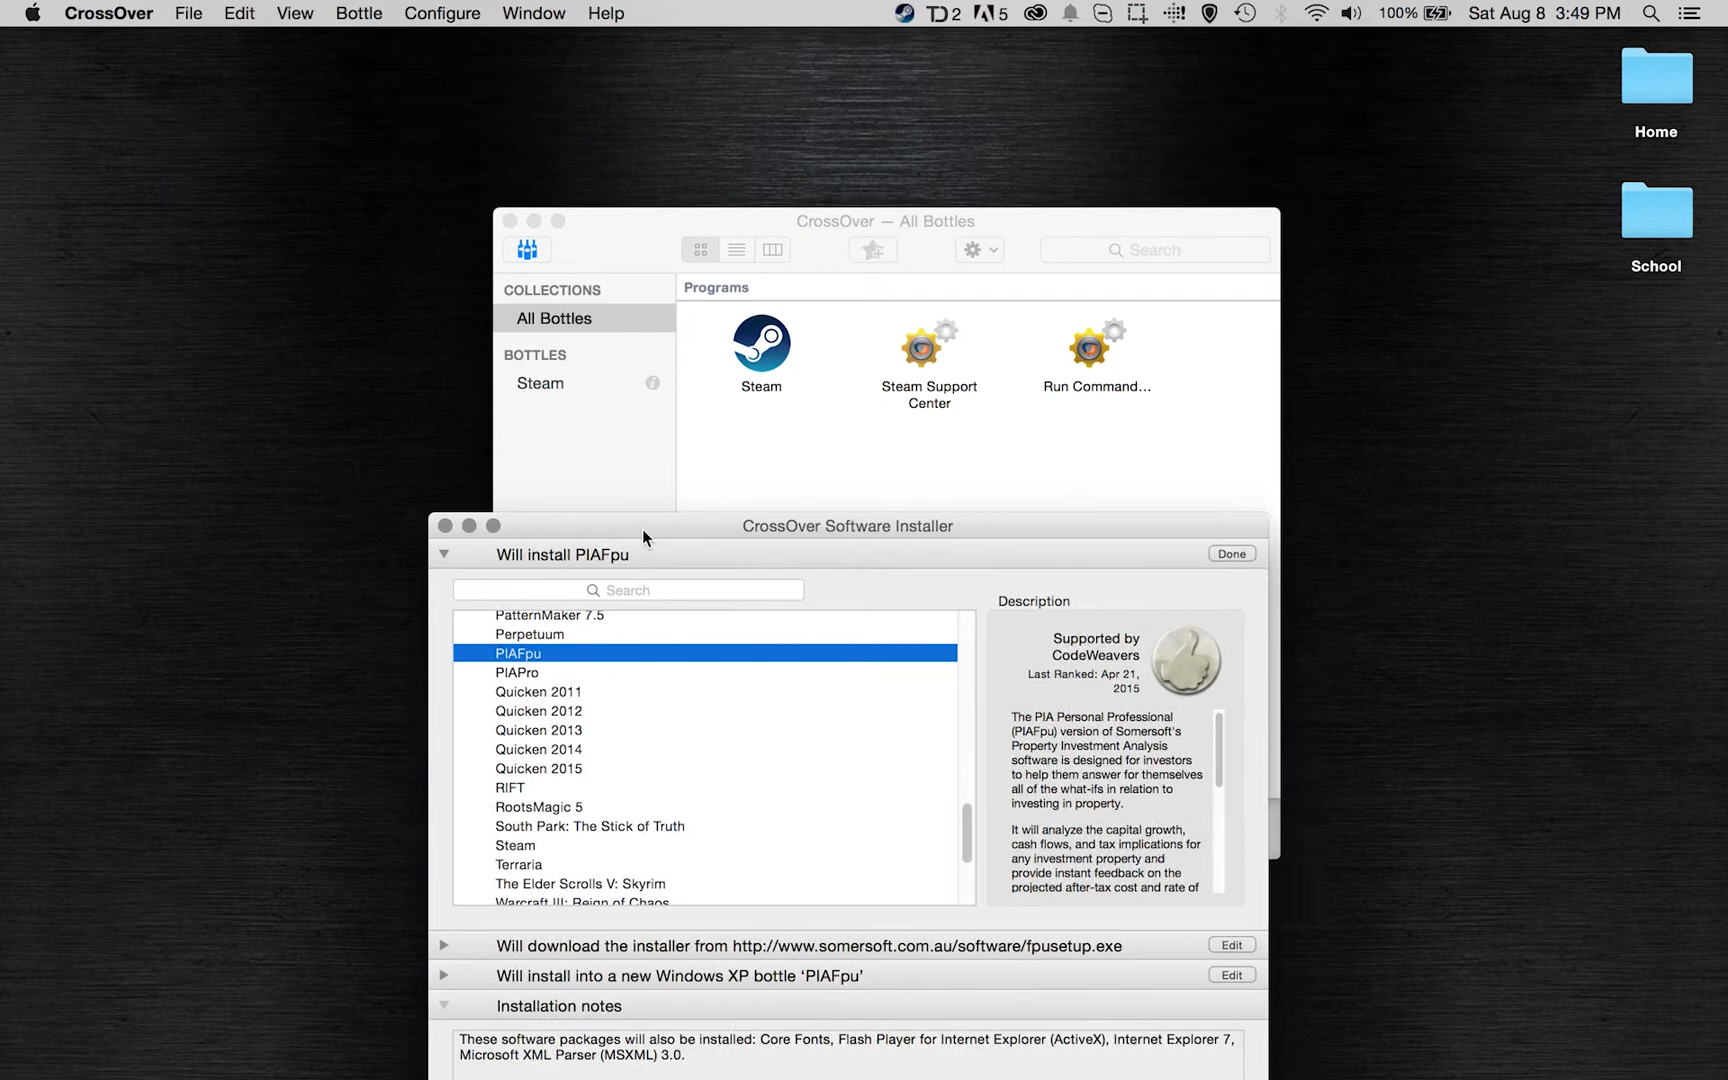 CrossOver File Edit View Bottle Configure Window Help 2 5 100% Sat Aug 8 3:49 PM
Home
School
CrossOver — All Bottles
Search
COLLECTIONS
All Bottles
BOTTLES
Steam
Programs
Steam
Steam Support
Center
Run Command...
CrossOver Software Installer
Will install PIAFpu
Done
Search
PatternMaker 7.5
Perpetuum
PIAFpu
PIAPro
Quicken 2011
Quicken 2012
Quicken 2013
Quicken 2014
Quicken 2015
RIFT
RootsMagic 5
South Park: The Stick of Truth
Steam
Terraria
The Elder Scrolls V: Skyrim
Warcraft III: Reign of Chaos
Description
Supported by
CodeWeavers
Last Ranked: Apr 21,
2015
The PIA Personal Professional
(PIAFpu) version of Somersoft's
Property Investment Analysis
software is designed for investors
to help them answer for themselves
all of the what-ifs in relation to
investing in property.
It will analyze the capital growth,
cash flows, and tax implications for
any investment property and
provide instant feedback on the
projected after-tax cost and rate of
Will download the installer from http://www.somersoft.com.au/software/fpusetup.exe
Edit
Will install into a new Windows XP bottle ‘PIAFpu’
Edit
Installation notes
These software packages will also be installed: Core Fonts, Flash Player for Internet Explorer (ActiveX), Internet Explorer 7,
Microsoft XML Parser (MSXML) 3.0.